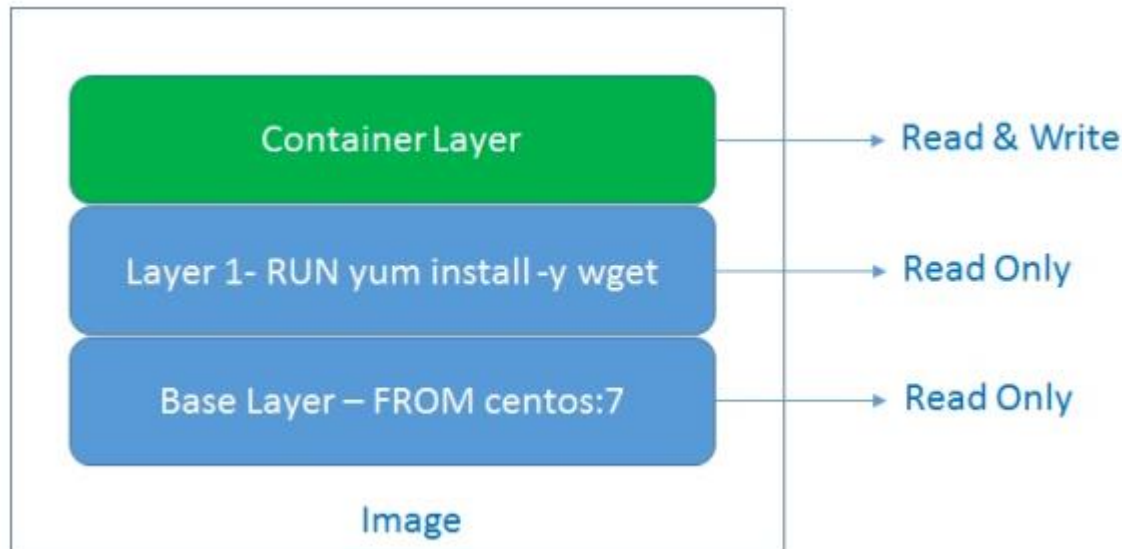 Container Layer
Read & Write
Layer 1- RUN yum install -y wget
Read Only
Base Layer – FROM centos:7
Read Only
Image